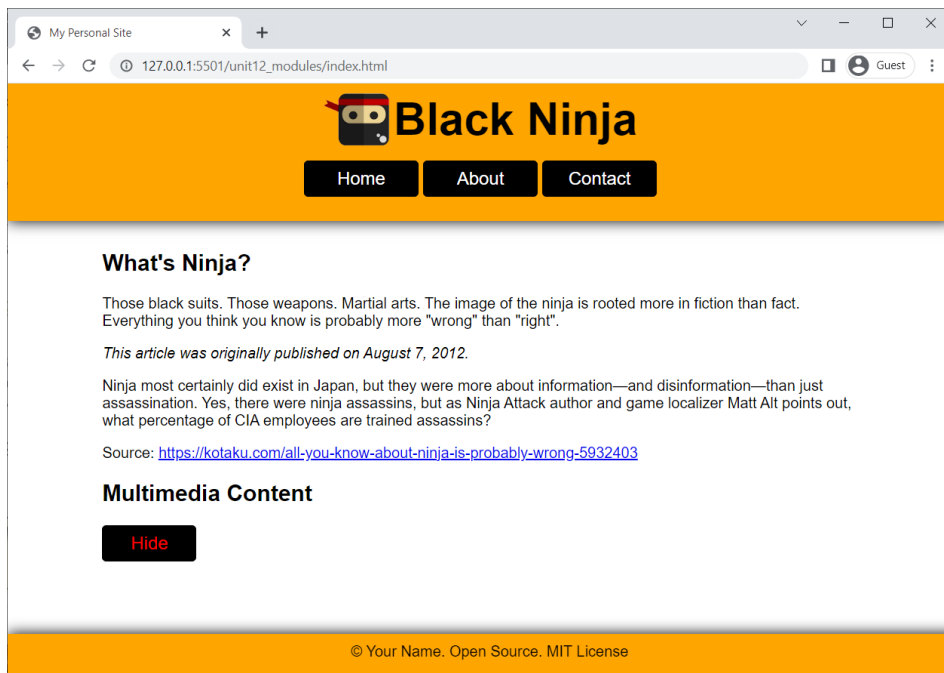 My Personal Site
127.0.0.1:5501/unit12_modules/index.html
Guest
Black Ninja
Home About Contact
What's Ninja?
Those black suits. Those weapons. Martial arts. The image of the ninja is rooted more in fiction than fact.
Everything you think you know is probably more "wrong" than "right".
This article was originally published on August 7, 2012.
Ninja most certainly did exist in Japan, but they were more about information—and disinformation—than just
assassination. Yes, there were ninja assassins, but as Ninja Attack author and game localizer Matt Alt points out,
what percentage of CIA employees are trained assassins?
Source: https://kotaku.com/all-you-know-about-ninja-is-probably-wrong-5932403
Multimedia Content
Hide
© Your Name. Open Source. MIT License